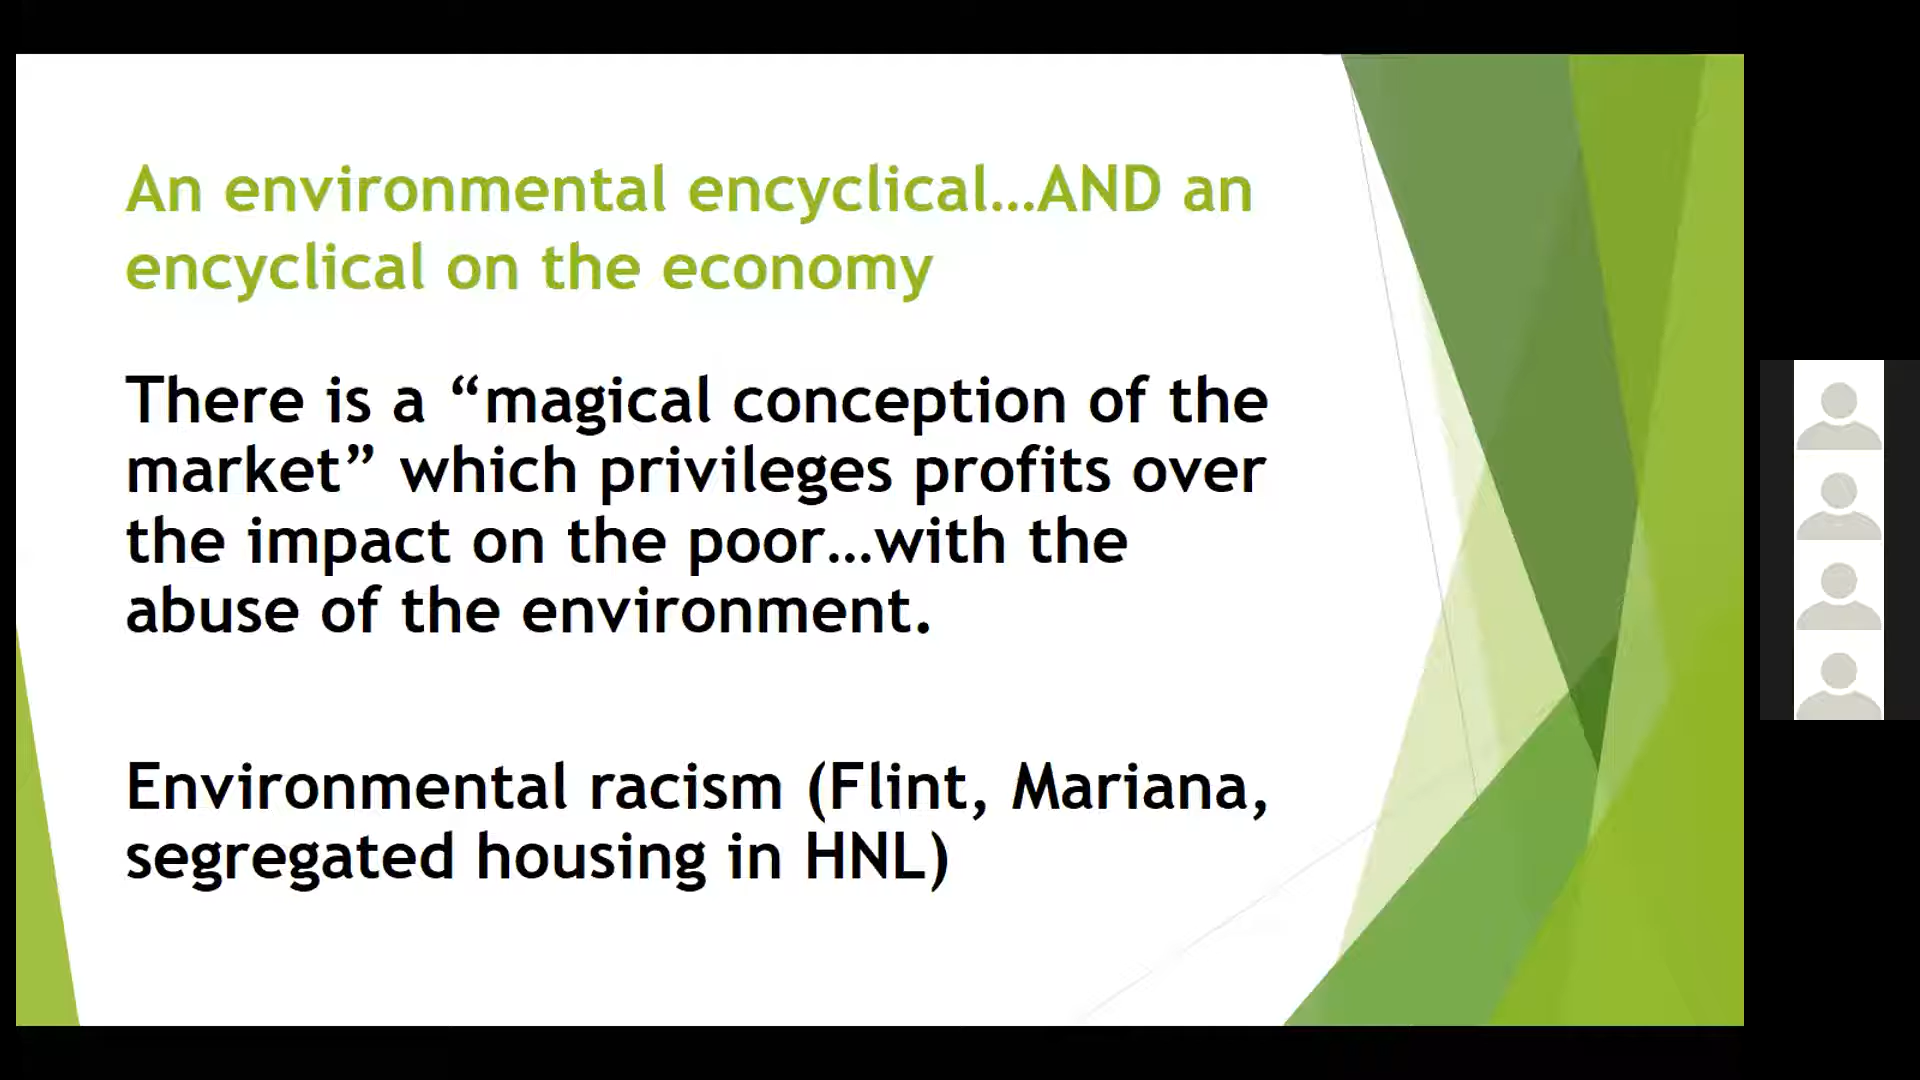 An environmental encyclical...AND an
encyclical on the economy
There is a “magical conception of the
market” which privileges profits over
the impact on the poor...with the
abuse of the environment.
Environmental racism (Flint, Mariana,
segregated housing in HNL)